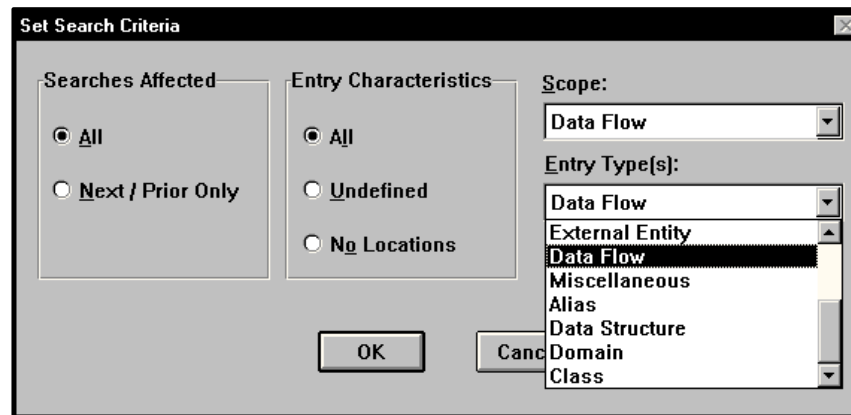 Set Search Criteria
Searches Affected
All
Next / Prior Only
Entry Characteristics
All
Undefined
No Locations
Scope:
Data Flow
Entry Type(s):
Data Flow
External Entity
Data Flow
Miscellaneous
Alias
Data Structure
Domain
Class
OK
Canc